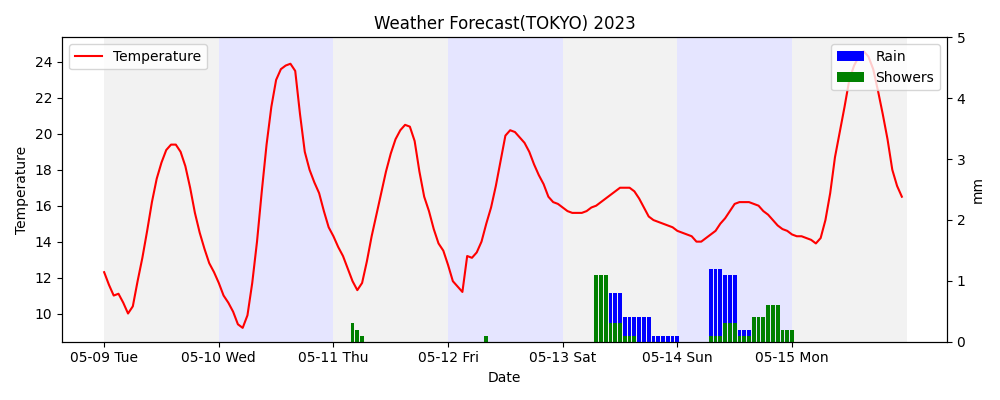 Weather Forecast(TOKYO) 2023
Temperature
Rain
Showers
Temperature
24
22
20
18
16
14
12
10
5
4
3
2
1
0
mm
05-09 Tue
05-10 Wed
05-11 Thu
05-12 Fri
05-13 Sat
05-14 Sun
05-15 Mon
Date